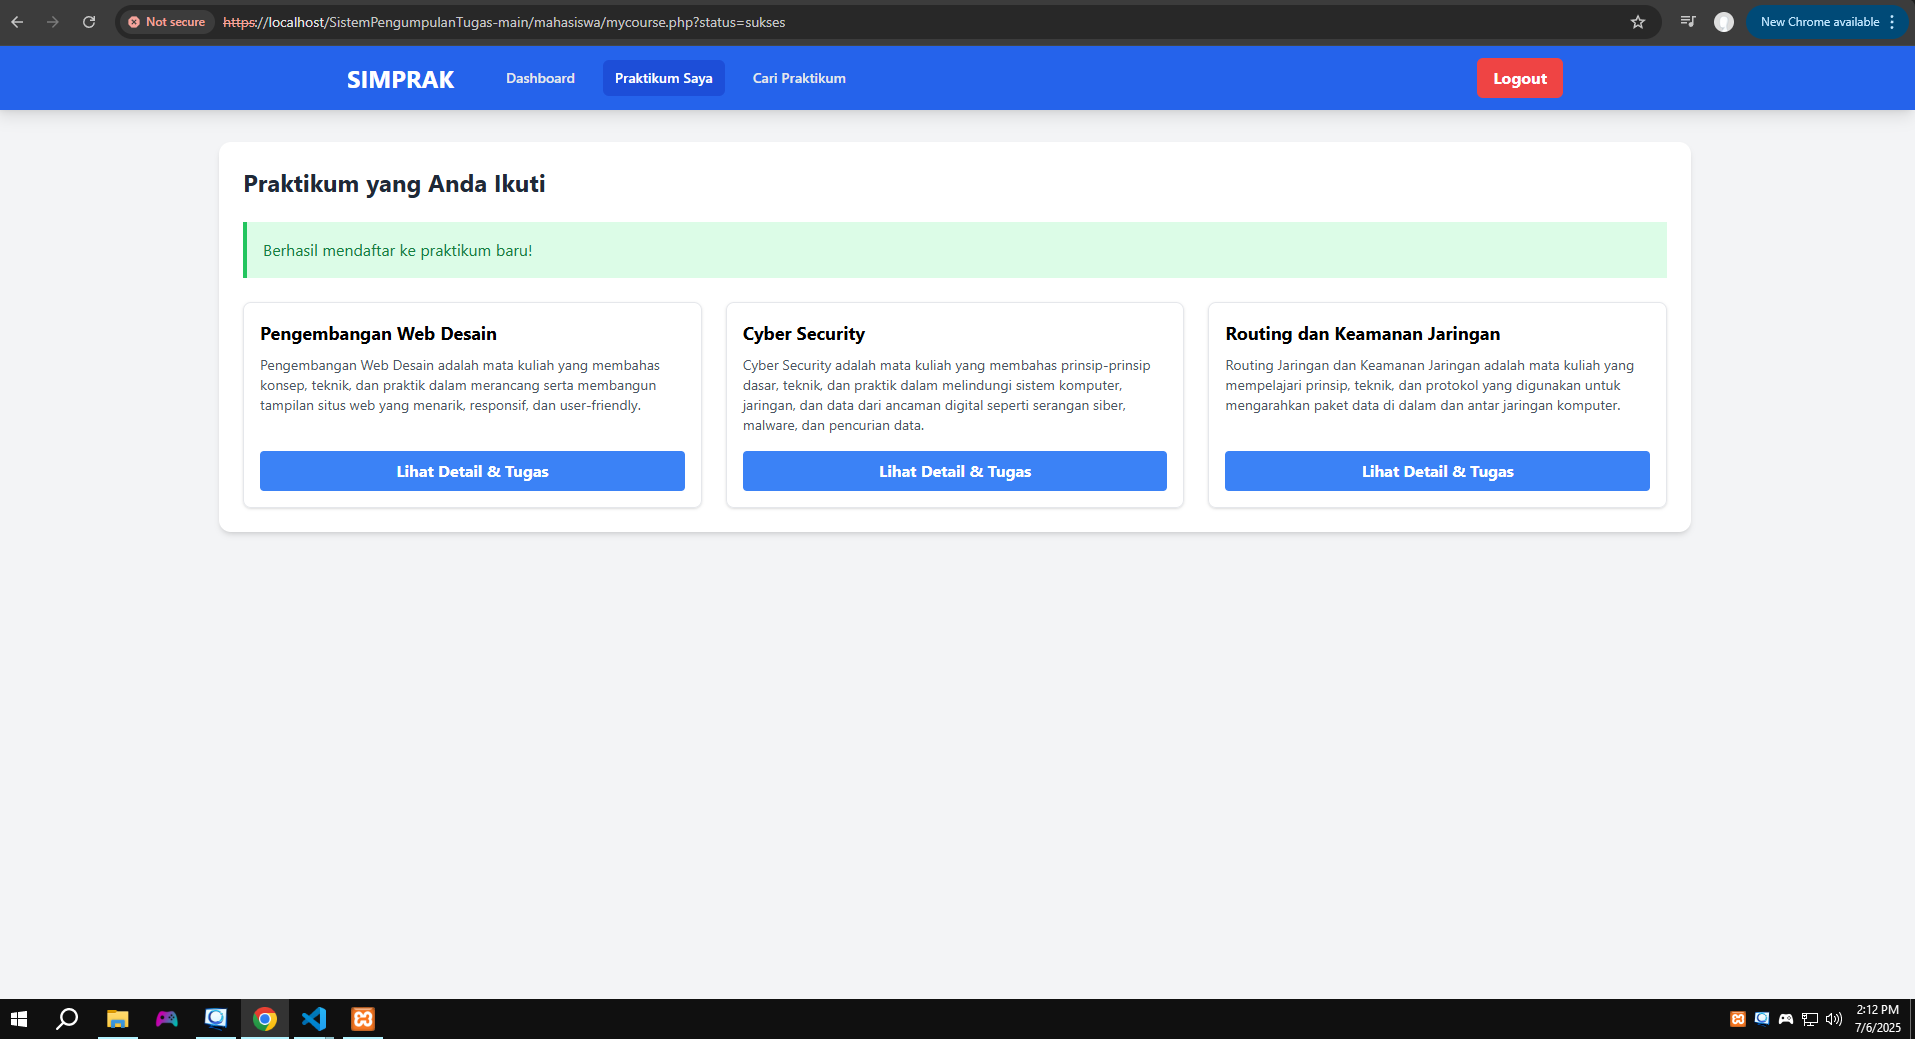 Not secure https://localhost/SistemPengumpulanTugas-main/mahasiswa/mycourse.php?status=sukses New Chrome available
SIMPRAK Dashboard Praktikum Saya Cari Praktikum Logout
Praktikum yang Anda Ikuti
Berhasil mendaftar ke praktikum baru!
Pengembangan Web Desain
Pengembangan Web Desain adalah mata kuliah yang membahas
konsep, teknik, dan praktik dalam merancang serta membangun
tampilan situs web yang menarik, responsif, dan user-friendly.
Lihat Detail & Tugas
Cyber Security
Cyber Security adalah mata kuliah yang membahas prinsip-prinsip
dasar, teknik, dan praktik dalam melindungi sistem komputer,
jaringan, dan data dari ancaman digital seperti serangan siber,
malware, dan pencurian data.
Lihat Detail & Tugas
Routing dan Keamanan Jaringan
Routing Jaringan dan Keamanan Jaringan adalah mata kuliah yang
mempelajari prinsip, teknik, dan protokol yang digunakan untuk
mengarahkan paket data di dalam dan antar jaringan komputer.
Lihat Detail & Tugas
2:12 PM
7/6/2025